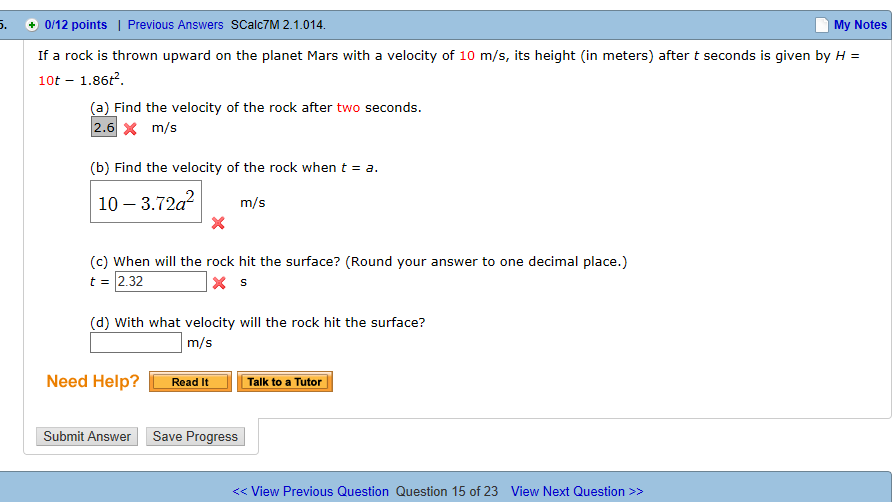 5. + 0/12 points | Previous Answers SCalc7M 2.1.014. My Notes
If a rock is thrown upward on the planet Mars with a velocity of 10 m/s, its height (in meters) after t seconds is given by H =
10t − 1.86t².
(a) Find the velocity of the rock after two seconds.
2.6 m/s
(b) Find the velocity of the rock when t = a.
10 − 3.72a² m/s
(c) When will the rock hit the surface? (Round your answer to one decimal place.)
t = 2.32 s
(d) With what velocity will the rock hit the surface?
m/s
Need Help? Read It Talk to a Tutor
Submit Answer Save Progress
<< View Previous Question Question 15 of 23 View Next Question >>